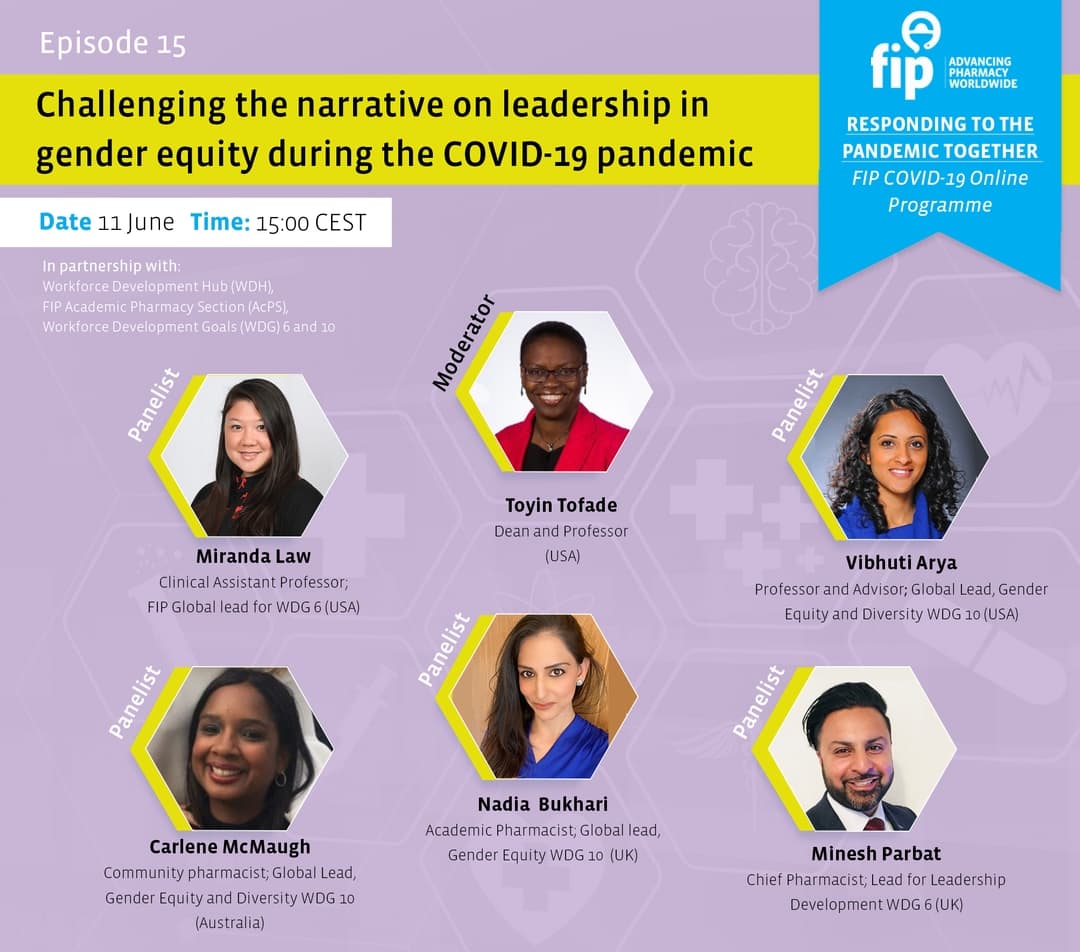 Episode 15
Challenging the narrative on leadership in
gender equity during the COVID-19 pandemic
Date 11 June Time: 15:00 CEST
In partnership with:
Workforce Development Hub (WDH),
FIP Academic Pharmacy Section (AcPS),
Workforce Development Goals (WDG) 6 and 10
fip
ADVANCING
PHARMACY
WORLDWIDE
RESPONDING TO THE
PANDEMIC TOGETHER
FIP COVID-19 Online
Programme
Moderator
Toyin Tofade
Dean and Professor
(USA)
Panelist
Miranda Law
Clinical Assistant Professor;
FIP Global lead for WDG 6 (USA)
Panelist
Vibhuti Arya
Professor and Advisor; Global Lead, Gender
Equity and Diversity WDG 10 (USA)
Panelist
Carlene McMaugh
Community pharmacist; Global Lead,
Gender Equity and Diversity WDG 10
(Australia)
Panelist
Nadia Bukhari
Academic Pharmacist; Global lead,
Gender Equity WDG 10 (UK)
Panelist
Minesh Parbat
Chief Pharmacist; Lead for Leadership
Development WDG 6 (UK)